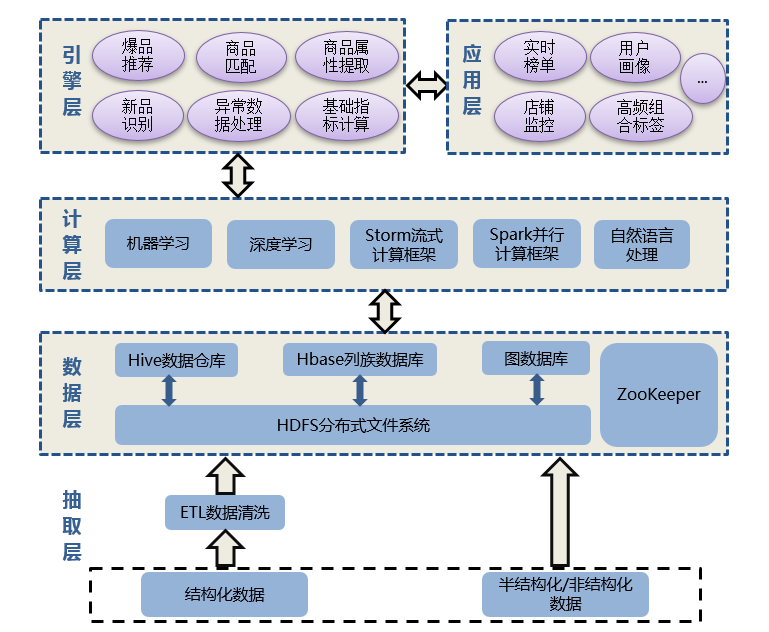 引
擎
层
爆品
推荐
商品
匹配
商品属
性提取
新品
识别
异常数
据处理
基础指
标计算
应
用
层
实时
榜单
用户
画像
...
店铺
监控
高频组
合标签
计
算
层
机器学习
深度学习
Storm流式
计算框架
Spark并行
计算框架
自然语言
处理
数
据
层
Hive数据仓库
Hbase列族数据库
图数据库
ZooKeeper
HDFS分布式文件系统
抽
取
层
ETL数据清洗
结构化数据
半结构化/非结构化
数据